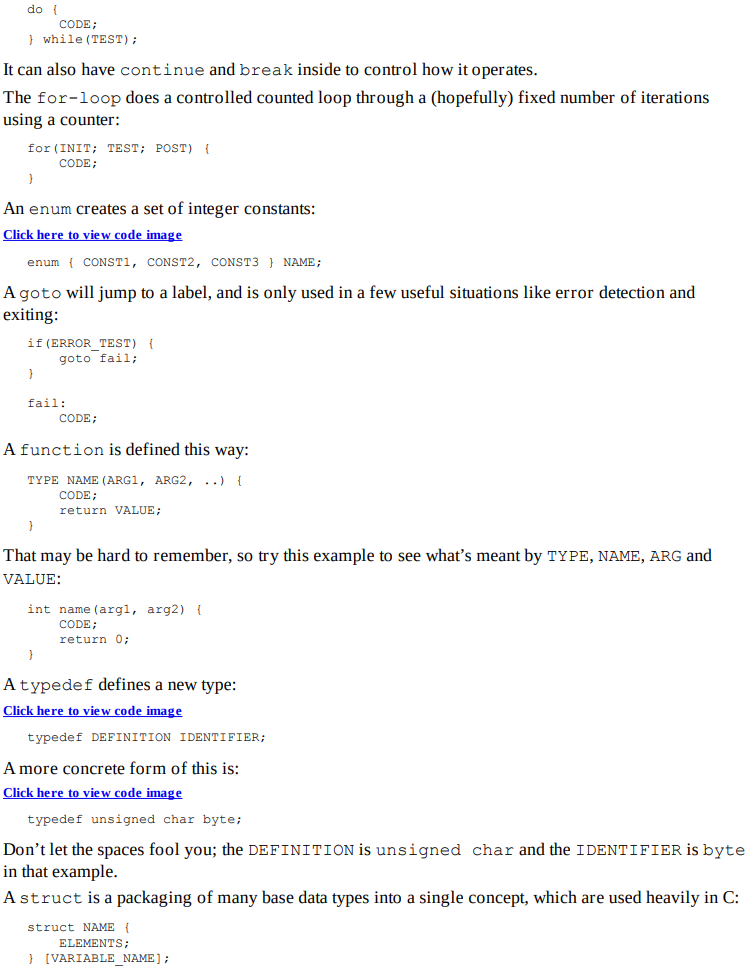 do {
    CODE;
} while(TEST);
It can also have continue and break inside to control how it operates.
The for-loop does a controlled counted loop through a (hopefully) fixed number of iterations
using a counter:
for(INIT; TEST; POST) {
    CODE;
}
An enum creates a set of integer constants:
Click here to view code image
enum { CONST1, CONST2, CONST3 } NAME;
A goto will jump to a label, and is only used in a few useful situations like error detection and
exiting:
if(ERROR_TEST) {
    goto fail;
}
fail:
    CODE;
A function is defined this way:
TYPE NAME(ARG1, ARG2, ..) {
    CODE;
    return VALUE;
}
That may be hard to remember, so try this example to see what’s meant by TYPE, NAME, ARG and
VALUE:
int name(arg1, arg2) {
    CODE;
    return 0;
}
A typedef defines a new type:
Click here to view code image
typedef DEFINITION IDENTIFIER;
A more concrete form of this is:
Click here to view code image
typedef unsigned char byte;
Don’t let the spaces fool you; the DEFINITION is unsigned char and the IDENTIFIER is byte
in that example.
A struct is a packaging of many base data types into a single concept, which are used heavily in C:
struct NAME {
    ELEMENTS;
} [VARIABLE_NAME];